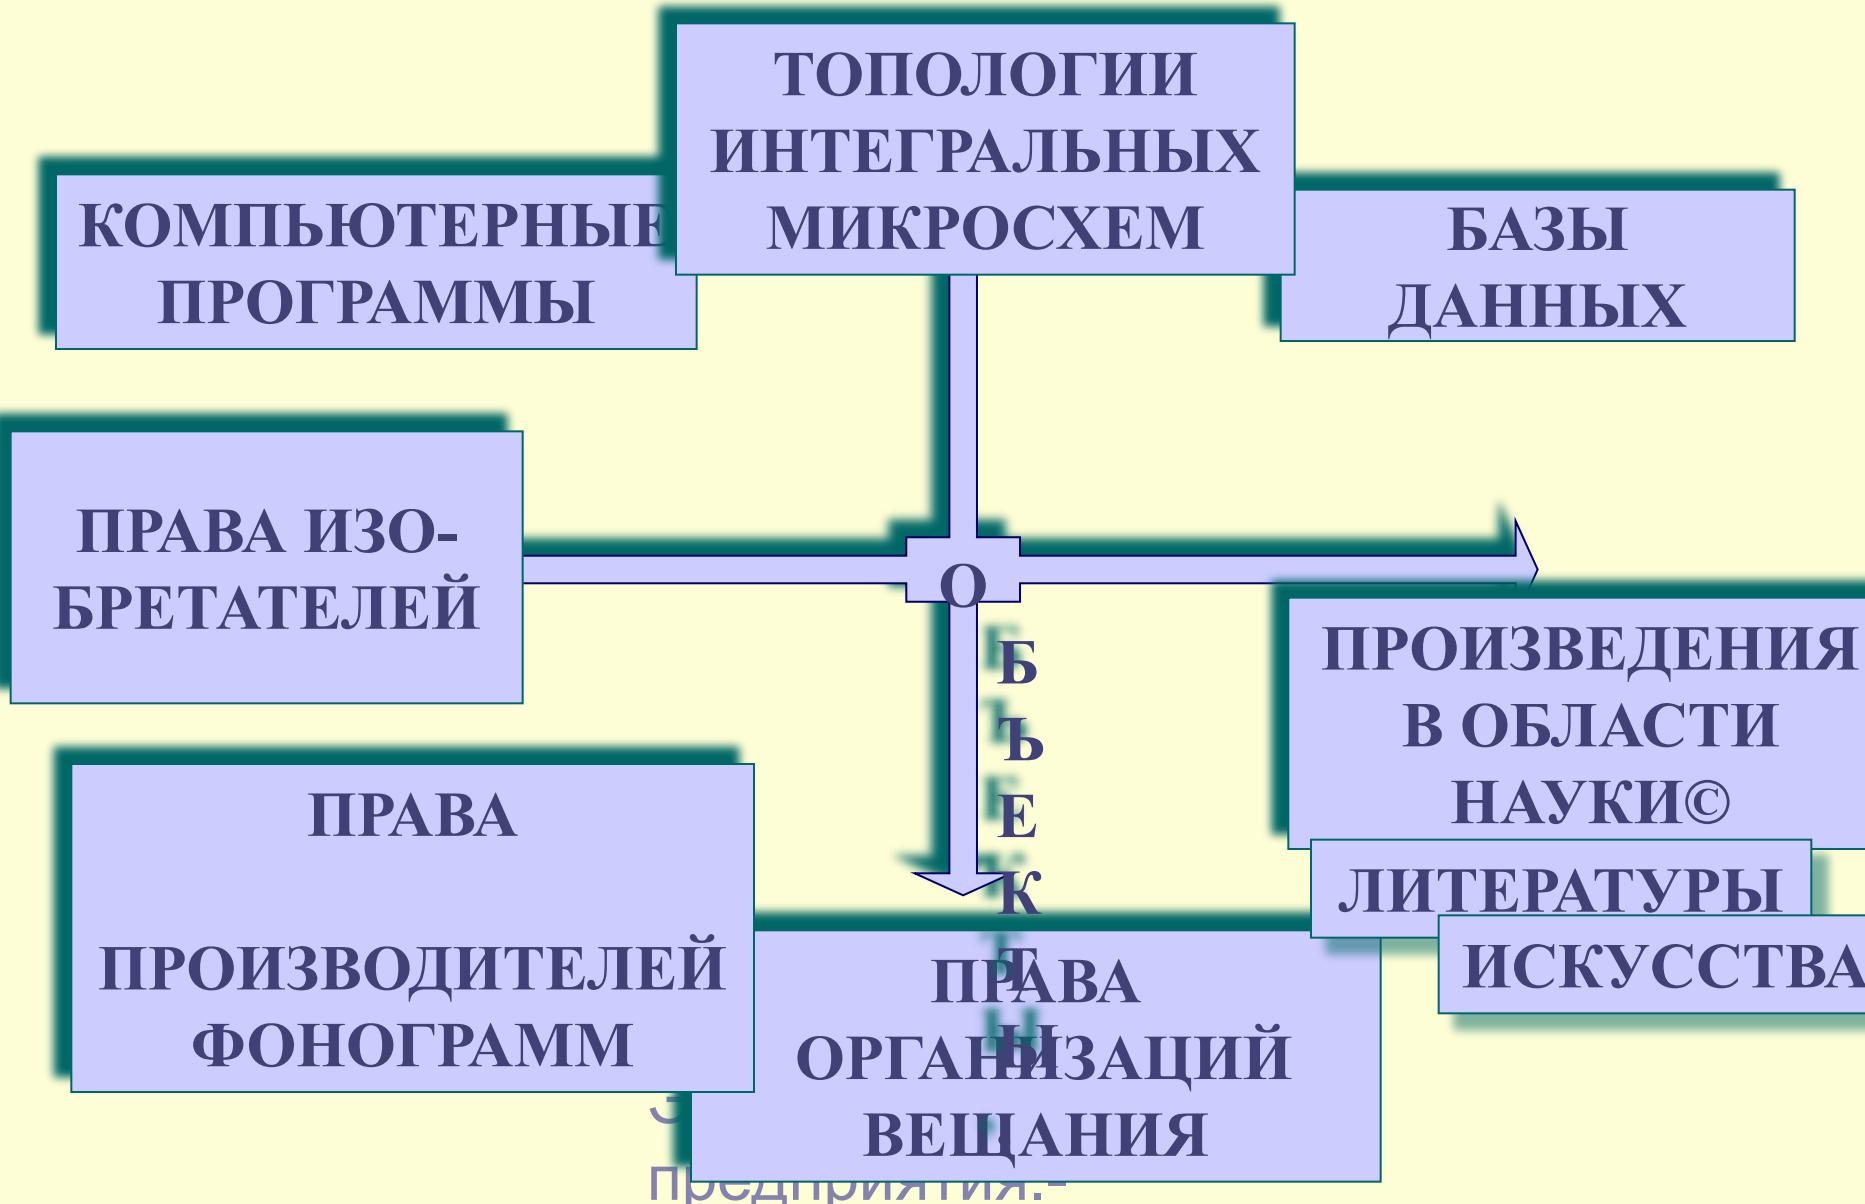 ТОПОЛОГИИ
ИНТЕГРАЛЬНЫХ
МИКРОСХЕМ
КОМПЬЮТЕРНЫЕ
ПРОГРАММЫ
БАЗЫ
ДАННЫХ
ПРАВА ИЗО-
БРЕТАТЕЛЕЙ
О
Б
Ъ
Е
К
Т
Ы
ПРОИЗВЕДЕНИЯ
В ОБЛАСТИ
НАУКИ©
ЛИТЕРАТУРЫ
ИСКУССТВА
ПРАВА
ПРОИЗВОДИТЕЛЕЙ
ФОНОГРАММ
ПРАВА
ОРГАНИЗАЦИЙ
ВЕЩАНИЯ
предприятия.-